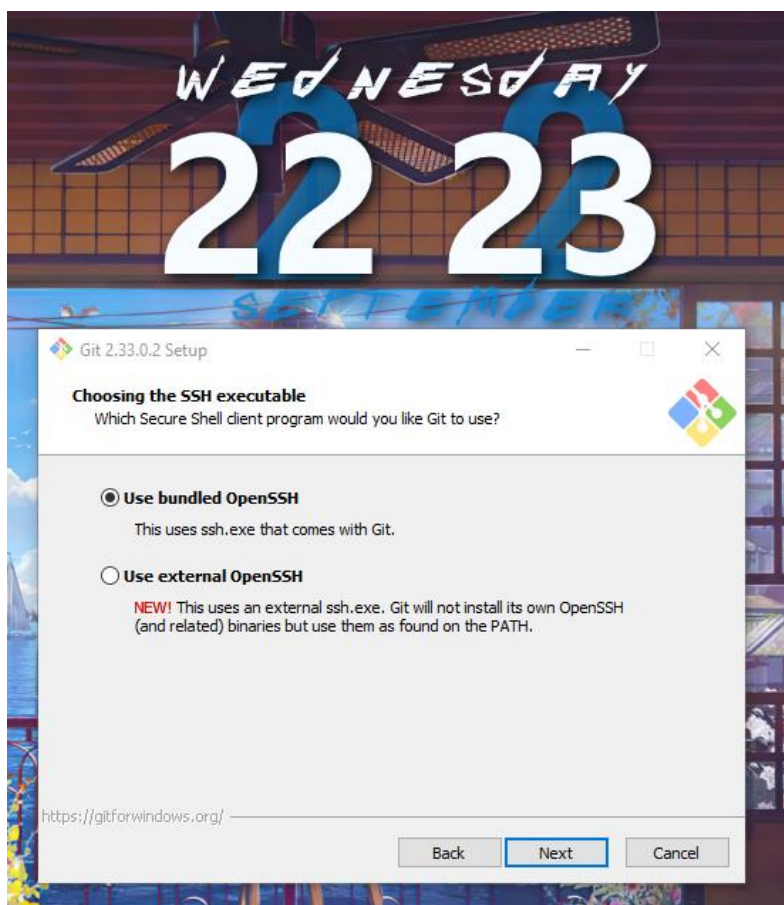 WEdNESdAY
22 23
22
SEPTEMBER
Git 2.33.0.2 Setup
Choosing the SSH executable
Which Secure Shell client program would you like Git to use?
Use bundled OpenSSH
This uses ssh.exe that comes with Git.
Use external OpenSSH
NEW! This uses an external ssh.exe. Git will not install its own OpenSSH
(and related) binaries but use them as found on the PATH.
https://gitforwindows.org/
Back Next Cancel